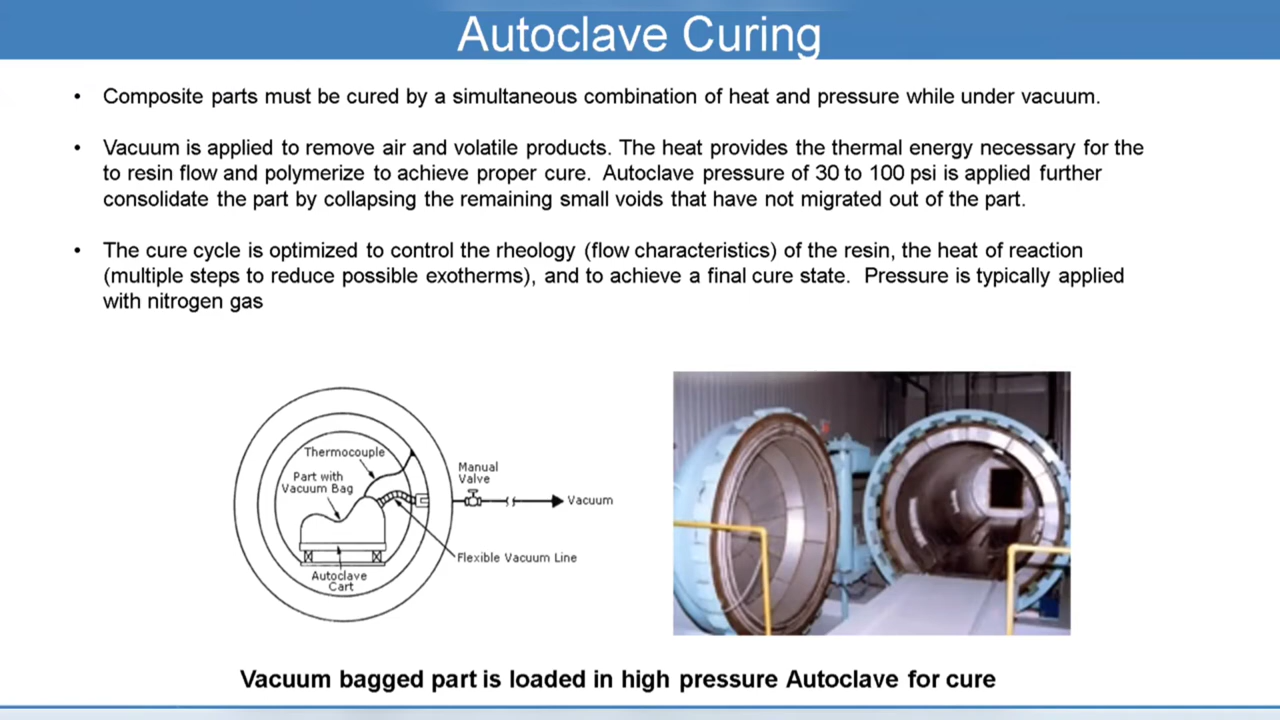 Autoclave Curing
• Composite parts must be cured by a simultaneous combination of heat and pressure while under vacuum.
• Vacuum is applied to remove air and volatile products. The heat provides the thermal energy necessary for the
to resin flow and polymerize to achieve proper cure. Autoclave pressure of 30 to 100 psi is applied further
consolidate the part by collapsing the remaining small voids that have not migrated out of the part.
• The cure cycle is optimized to control the rheology (flow characteristics) of the resin, the heat of reaction
(multiple steps to reduce possible exotherms), and to achieve a final cure state. Pressure is typically applied
with nitrogen gas
Thermocouple
Part with
Vacuum Bag
Manual
Valve
Vacuum
Flexible Vacuum Line
Autoclave
Cart
Vacuum bagged part is loaded in high pressure Autoclave for cure